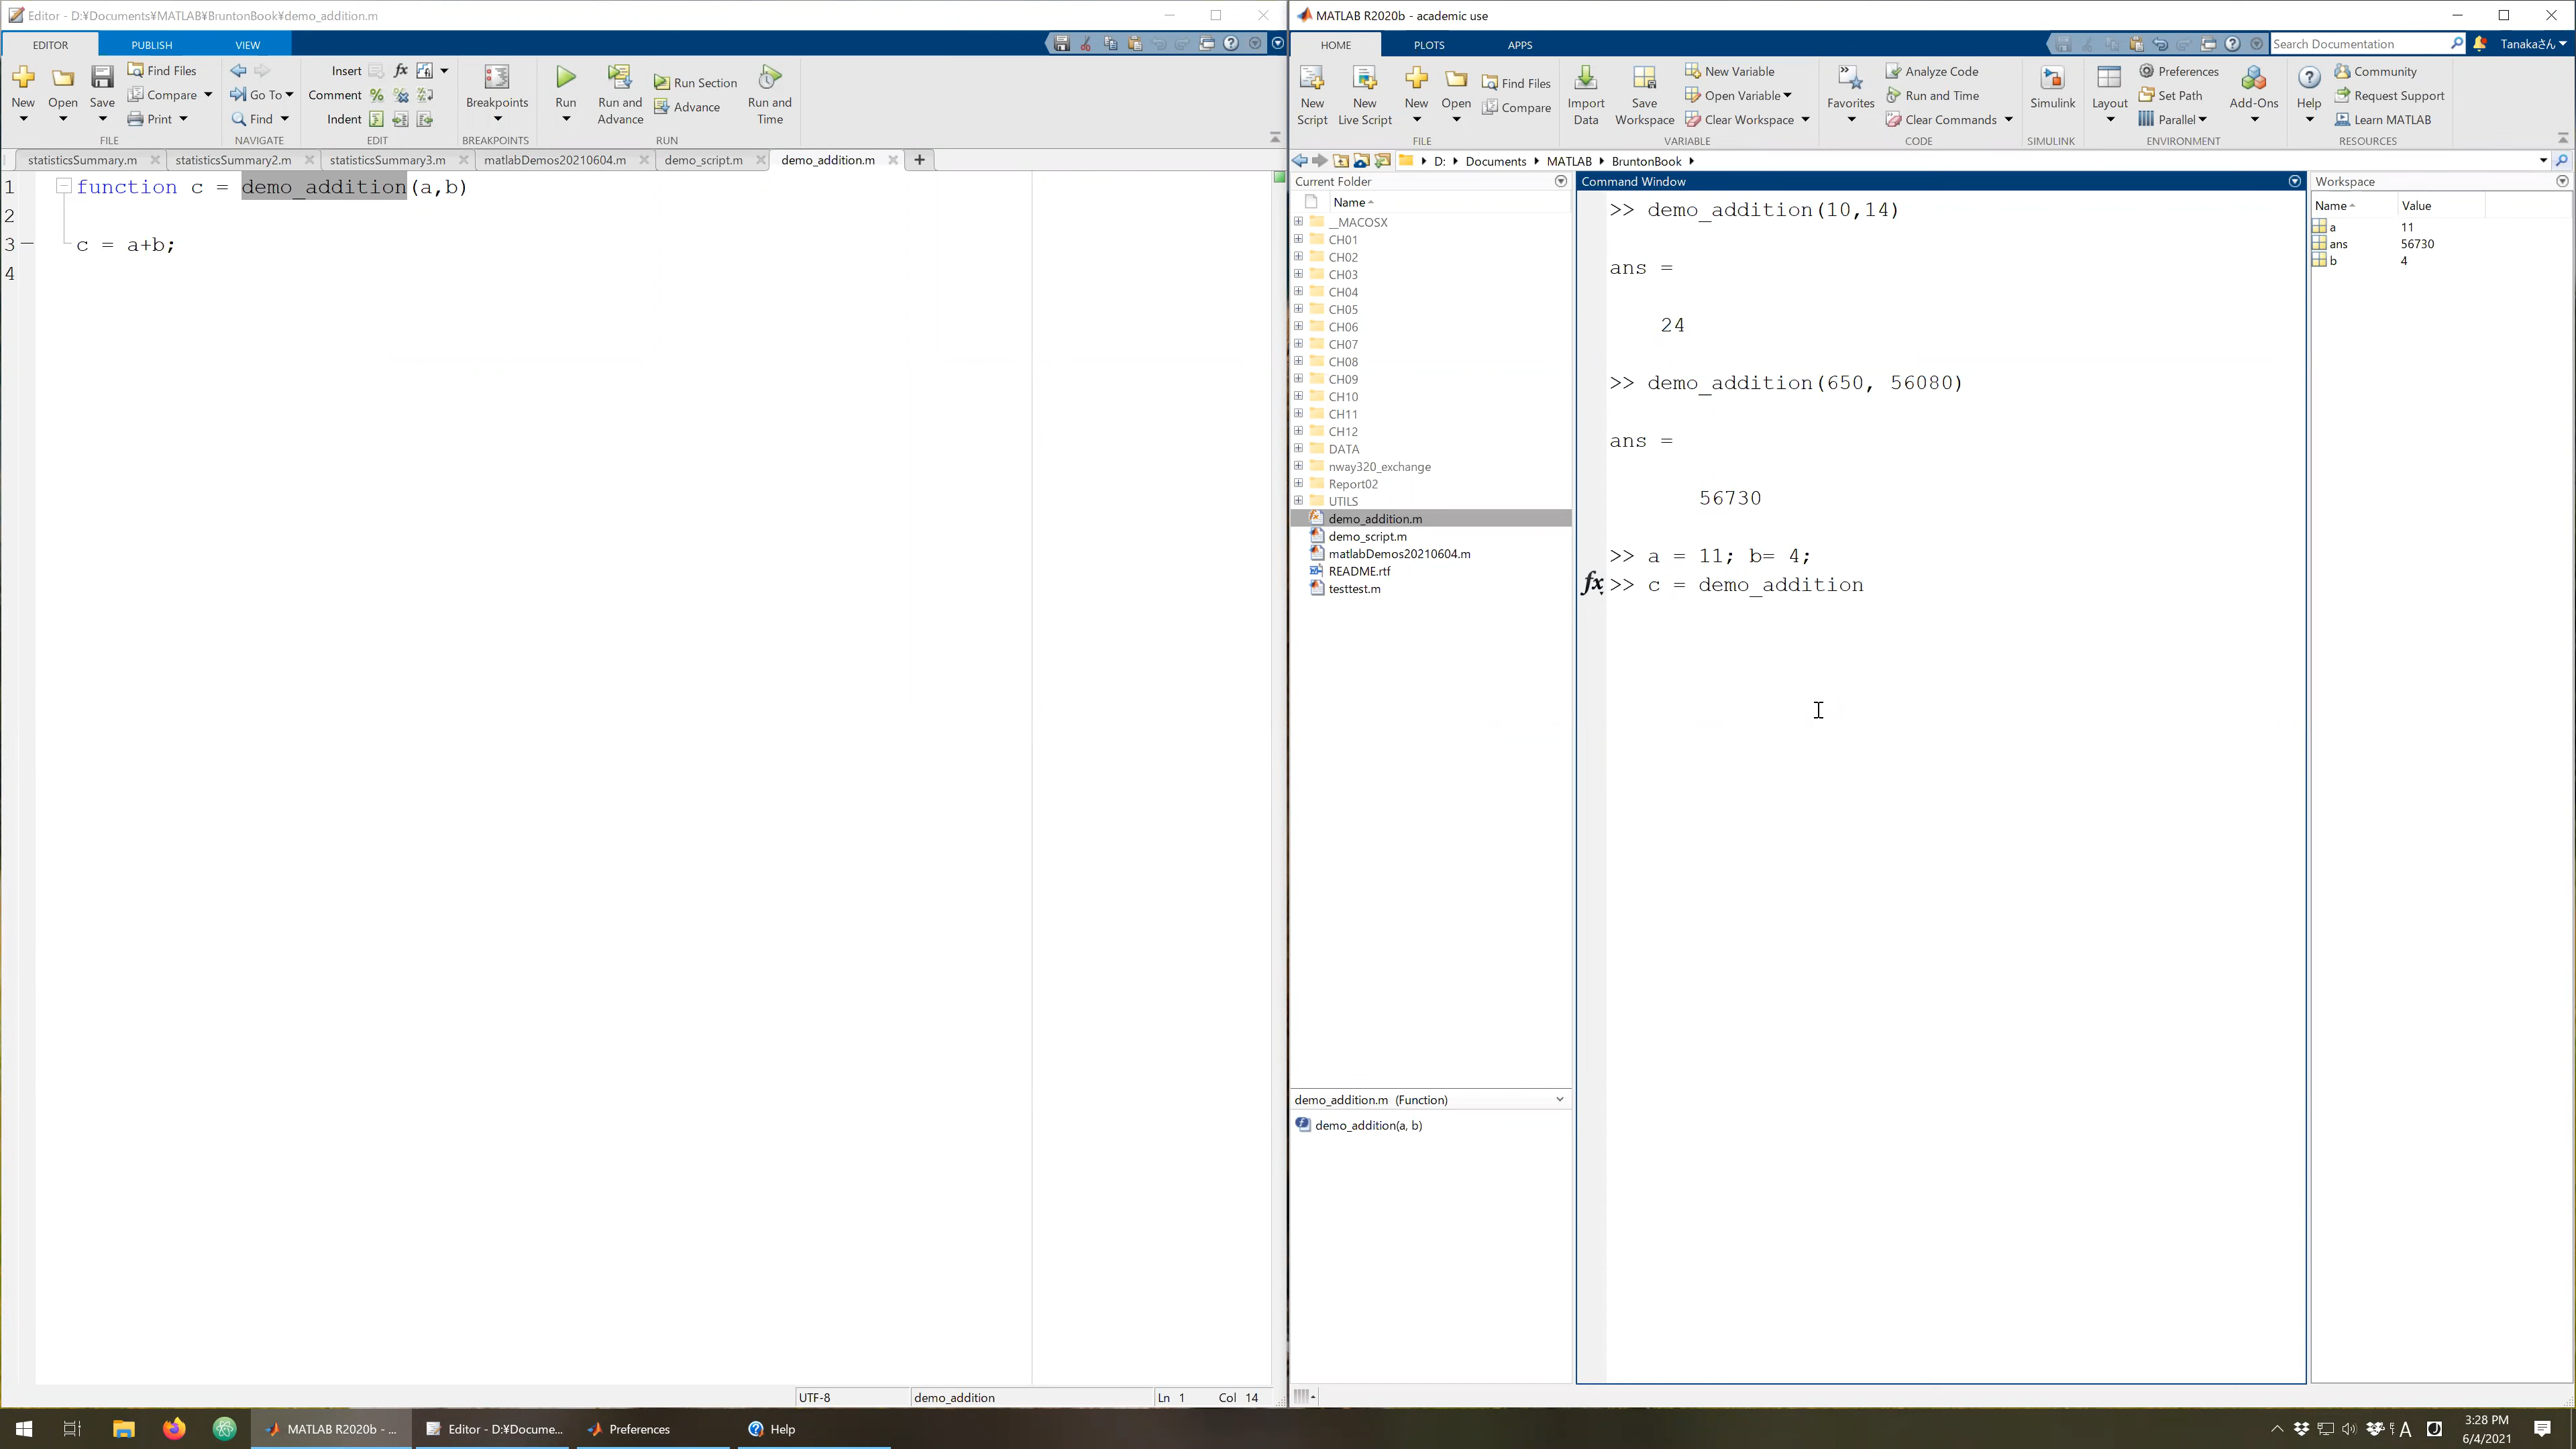 Editor - D:¥Documents¥MATLAB¥BruntonBook¥demo_addition.m
EDITOR PUBLISH VIEW
New Open Save Find Files Compare Print
FILE
Go To Find
NAVIGATE
Insert fx
Comment
Indent
EDIT
Breakpoints
BREAKPOINTS
Run Run and Advance Run Section Advance Run and Time
RUN
statisticsSummary.m statisticsSummary2.m statisticsSummary3.m matlabDemos20210604.m demo_script.m demo_addition.m +
1 function c = demo_addition(a,b)
2
3 c = a+b;
4
UTF-8 demo_addition Ln 1 Col 14
MATLAB R2020b - academic use
HOME PLOTS APPS
Search Documentation Tanakaさん
New Script New Live Script New Open Find Files Compare
FILE
Import Data Save Workspace New Variable Open Variable Clear Workspace
VARIABLE
Favorites Analyze Code Run and Time Clear Commands
CODE
Simulink
SIMULINK
Layout Preferences Set Path Parallel Add-Ons
ENVIRONMENT
Help Community Request Support Learn MATLAB
RESOURCES
D: Documents MATLAB BruntonBook
Current Folder
Name
__MACOSX
CH01
CH02
CH03
CH04
CH05
CH06
CH07
CH08
CH09
CH10
CH11
CH12
DATA
nway320_exchange
Report02
UTILS
demo_addition.m
demo_script.m
matlabDemos20210604.m
README.rtf
testtest.m
demo_addition.m (Function)
demo_addition(a, b)
Command Window
>> demo_addition(10,14)
ans =
24
>> demo_addition(650, 56080)
ans =
56730
>> a = 11; b= 4;
fx >> c = demo_addition
Workspace
Name Value
a 11
ans 56730
b 4
MATLAB R2020b - ... Editor - D:¥Docume... Preferences Help
A
3:28 PM
6/4/2021